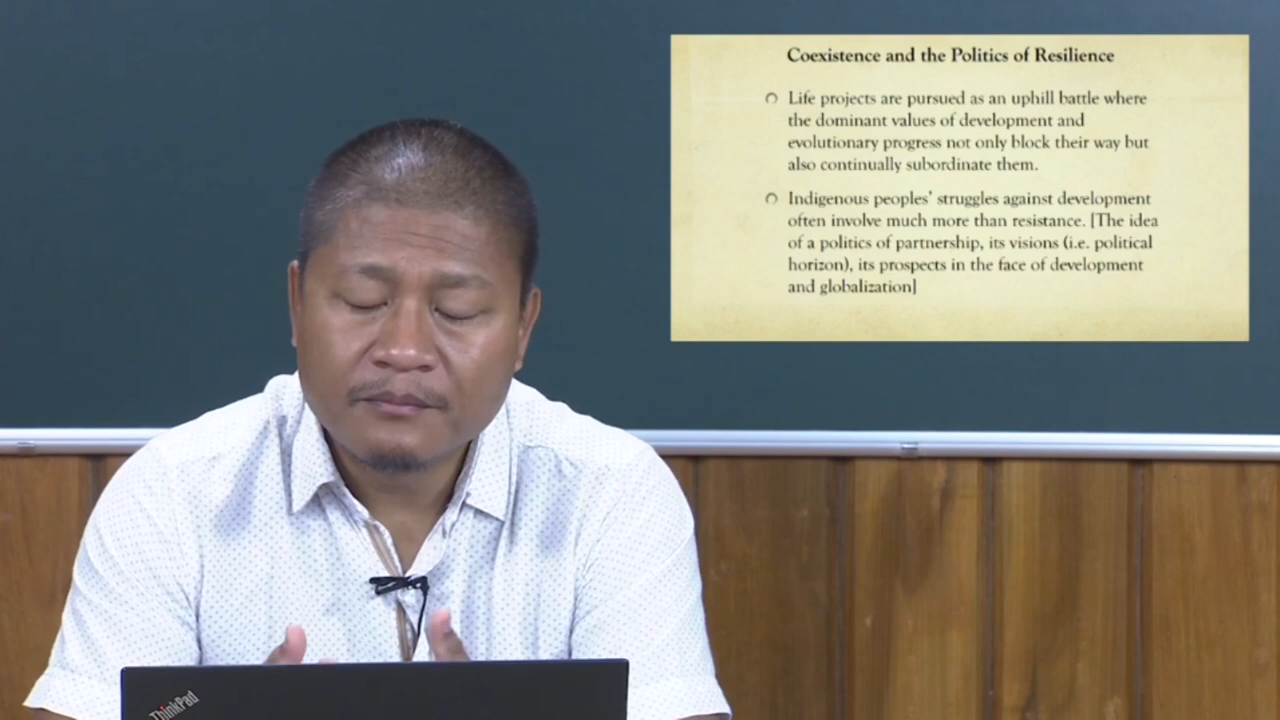 Coexistence and the Politics of Resilience
Life projects are pursued as an uphill battle where
the dominant values of development and
evolutionary progress not only block their way but
also continually subordinate them.
Indigenous peoples' struggles against development
often involve much more than resistance. [The idea
of a politics of partnership, its visions (i.e. political
horizon), its prospects in the face of development
and globalization]
ThinkPad